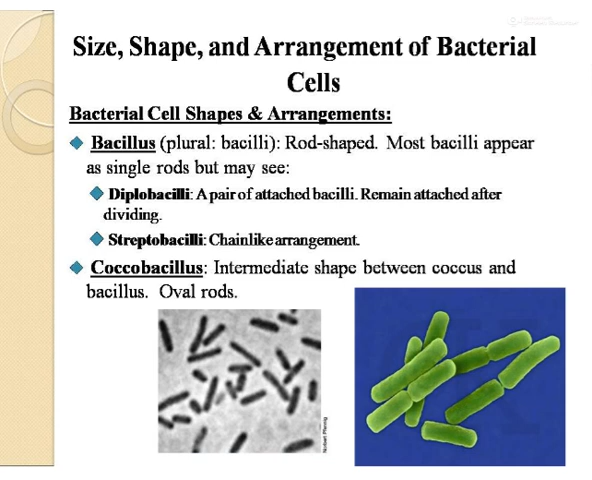 Size, Shape, and Arrangement of Bacterial
Cells
Bacterial Cell Shapes & Arrangements:
Bacillus (plural: bacilli): Rod-shaped. Most bacilli appear
as single rods but may see:
Diplobacilli: A pair of attached bacilli. Remain attached after
dividing.
Streptobacilli: Chainlike arrangement.
Coccobacillus: Intermediate shape between coccus and
bacillus. Oval rods.
Norbert Pfennig